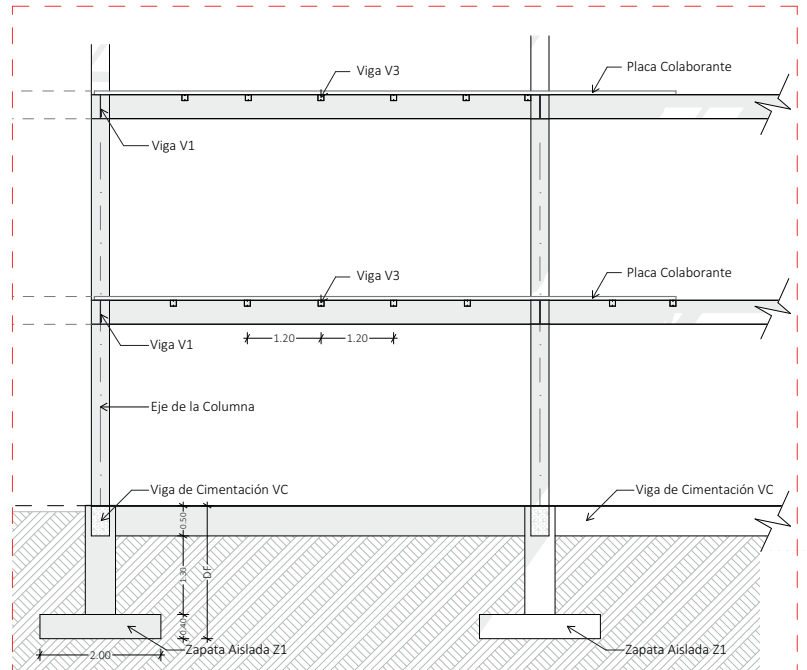 Viga V3
Placa Colaborante
Viga V1
Viga V3
Placa Colaborante
1.20
1.20
Viga V1
Eje de la Columna
Viga de Cimentación VC
Viga de Cimentación VC
0.50
1.30
DF
0.40
Zapata Aislada Z1
Zapata Aislada Z1
2.00